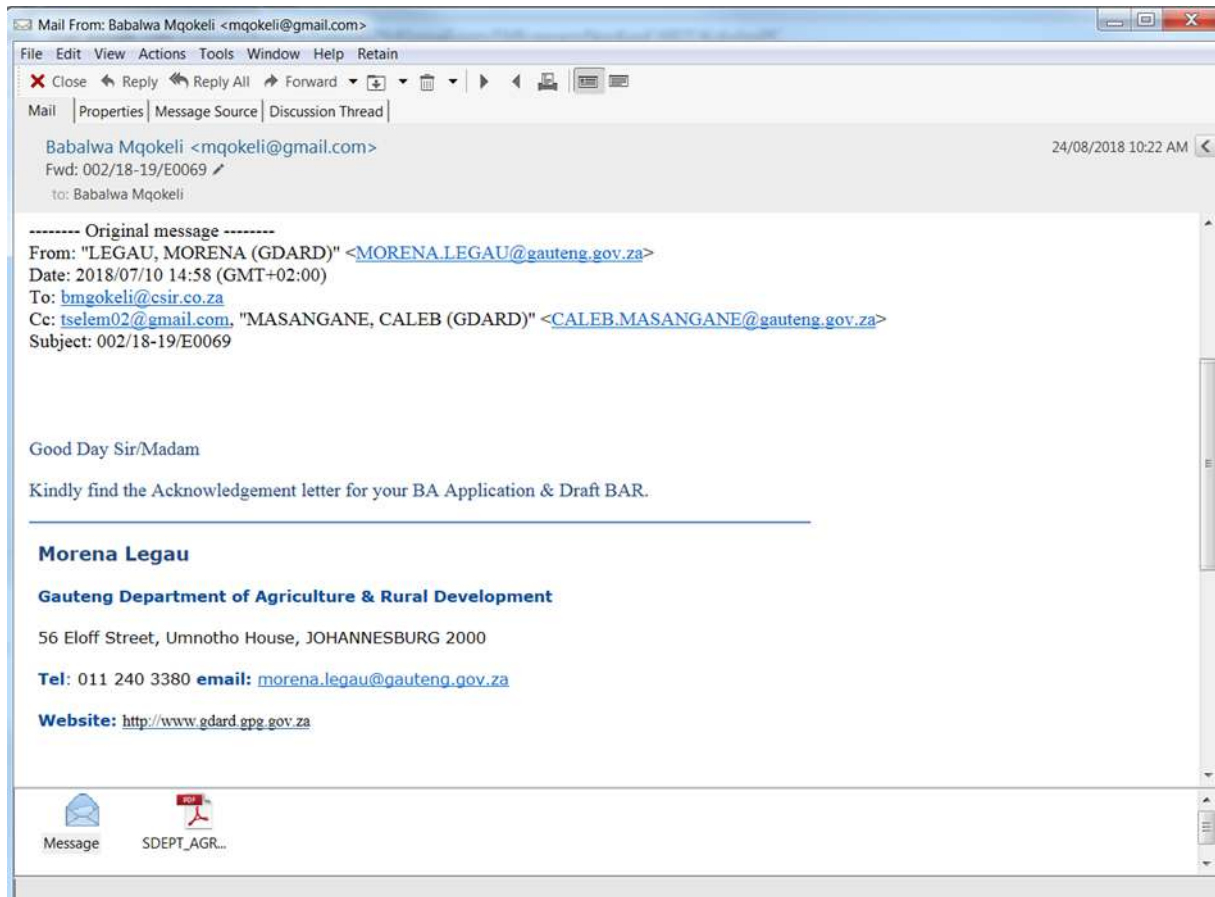 Mail From: Babalwa Mqokeli <mqokeli@gmail.com>
File Edit View Actions Tools Window Help Retain
Close Reply Reply All Forward
Mail Properties Message Source Discussion Thread
Babalwa Mqokeli <mqokeli@gmail.com> 24/08/2018 10:22 AM
Fwd: 002/18-19/E0069
to: Babalwa Mqokeli
-------- Original message --------
From: "LEGAU, MORENA (GDARD)" <MORENA.LEGAU@gauteng.gov.za>
Date: 2018/07/10 14:58 (GMT+02:00)
To: bmgokeli@csir.co.za
Cc: tselem02@gmail.com, "MASANGANE, CALEB (GDARD)" <CALEB.MASANGANE@gauteng.gov.za>
Subject: 002/18-19/E0069
Good Day Sir/Madam
Kindly find the Acknowledgement letter for your BA Application & Draft BAR.
Morena Legau
Gauteng Department of Agriculture & Rural Development
56 Eloff Street, Umnotho House, JOHANNESBURG 2000
Tel: 011 240 3380 email: morena.legau@gauteng.gov.za
Website: http://www.gdard.gpg.gov.za
PDF
Message SDEPT_AGR...